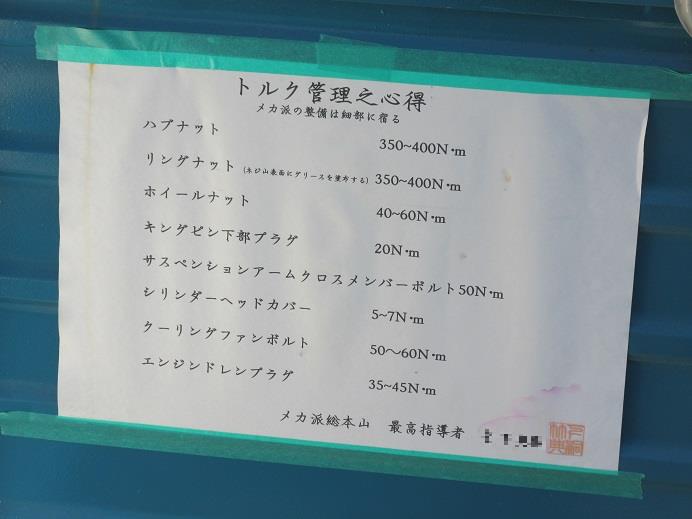 トルク管理之心得
メカ派の整備は細部に宿る
ハブナット 350~400N・m
リングナット (ネジ山表面にグリースを塗布する) 350~400N・m
ホイールナット 40~60N・m
キングピン下部プラグ 20N・m
サスペンションアームクロスメンバーボルト50N・m
シリンダーヘッドカバー 5~7N・m
クーリングファンボルト 50～60N・m
エンジンドレンプラグ 35~45N・m
メカ派総本山 最高指導者